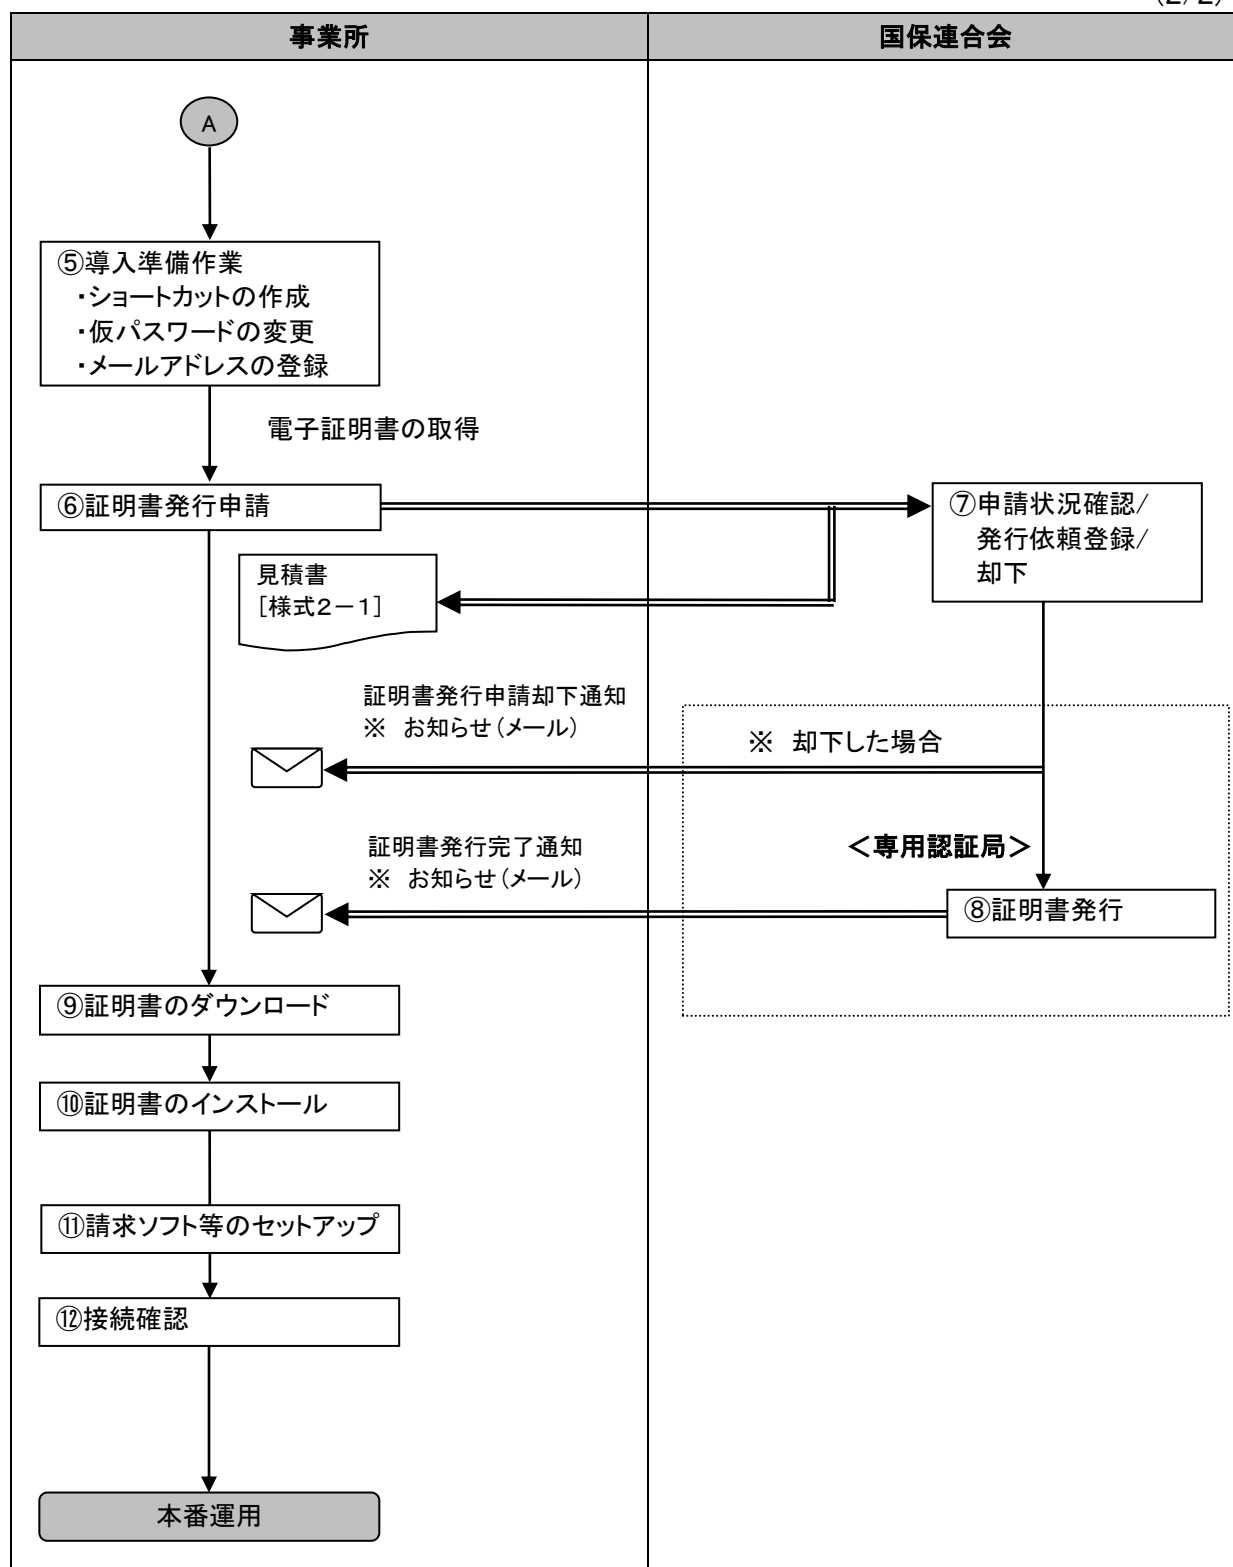 (2/2)
事業所
国保連合会
A
⑤導入準備作業
・ショートカットの作成
・仮パスワードの変更
・メールアドレスの登録
電子証明書の取得
⑥証明書発行申請
⑦申請状況確認/
発行依頼登録/
却下
見積書
[様式2-1]
証明書発行申請却下通知
※ お知らせ(メール)
※ 却下した場合
証明書発行完了通知
※ お知らせ(メール)
<専用認証局>
⑧証明書発行
⑨証明書のダウンロード
⑩証明書のインストール
⑪請求ソフト等のセットアップ
⑫接続確認
本番運用